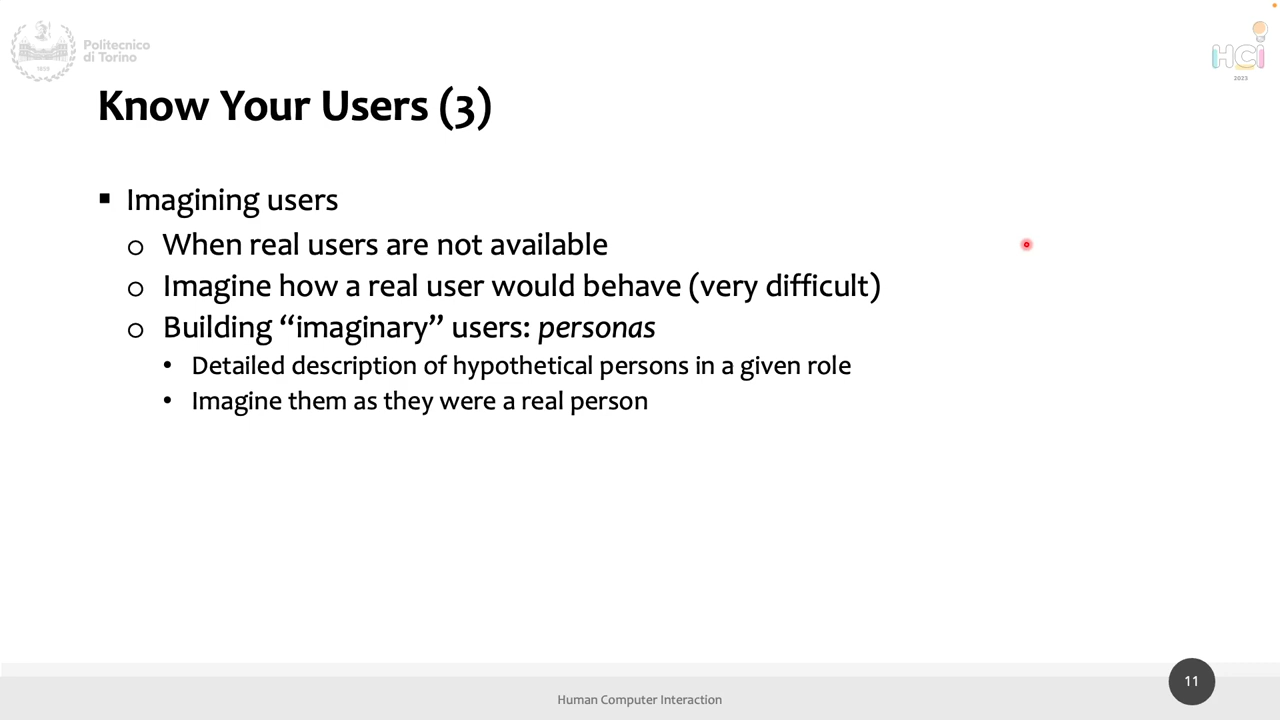 Politecnico
di Torino
1859
HCI
2023
Know Your Users (3)
Imagining users
When real users are not available
Imagine how a real user would behave (very difficult)
Building “imaginary” users: personas
Detailed description of hypothetical persons in a given role
Imagine them as they were a real person
Human Computer Interaction
11